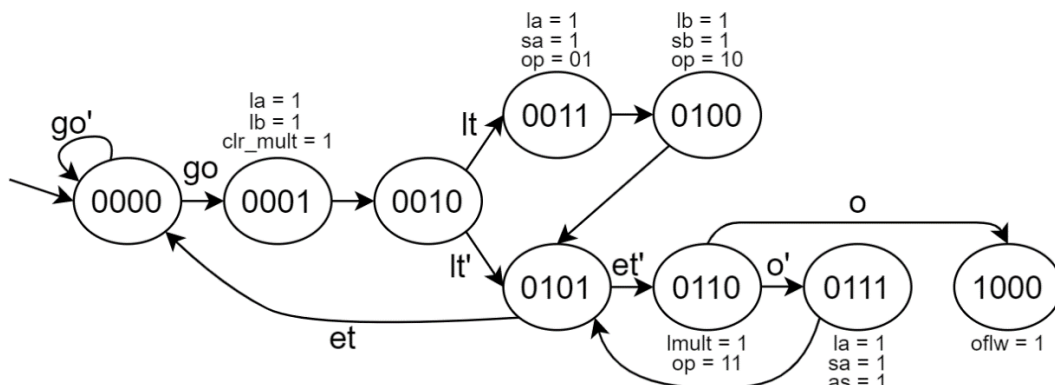 la = 1
sa = 1
op = 01
lb = 1
sb = 1
op = 10
la = 1
lb = 1
clr_mult = 1
go'
go
lt
0011
0100
0000
0001
0010
lt'
o
0101
et'
0110
o'
0111
1000
et
lmult = 1
op = 11
la = 1
sa = 1
as = 1
oflw = 1